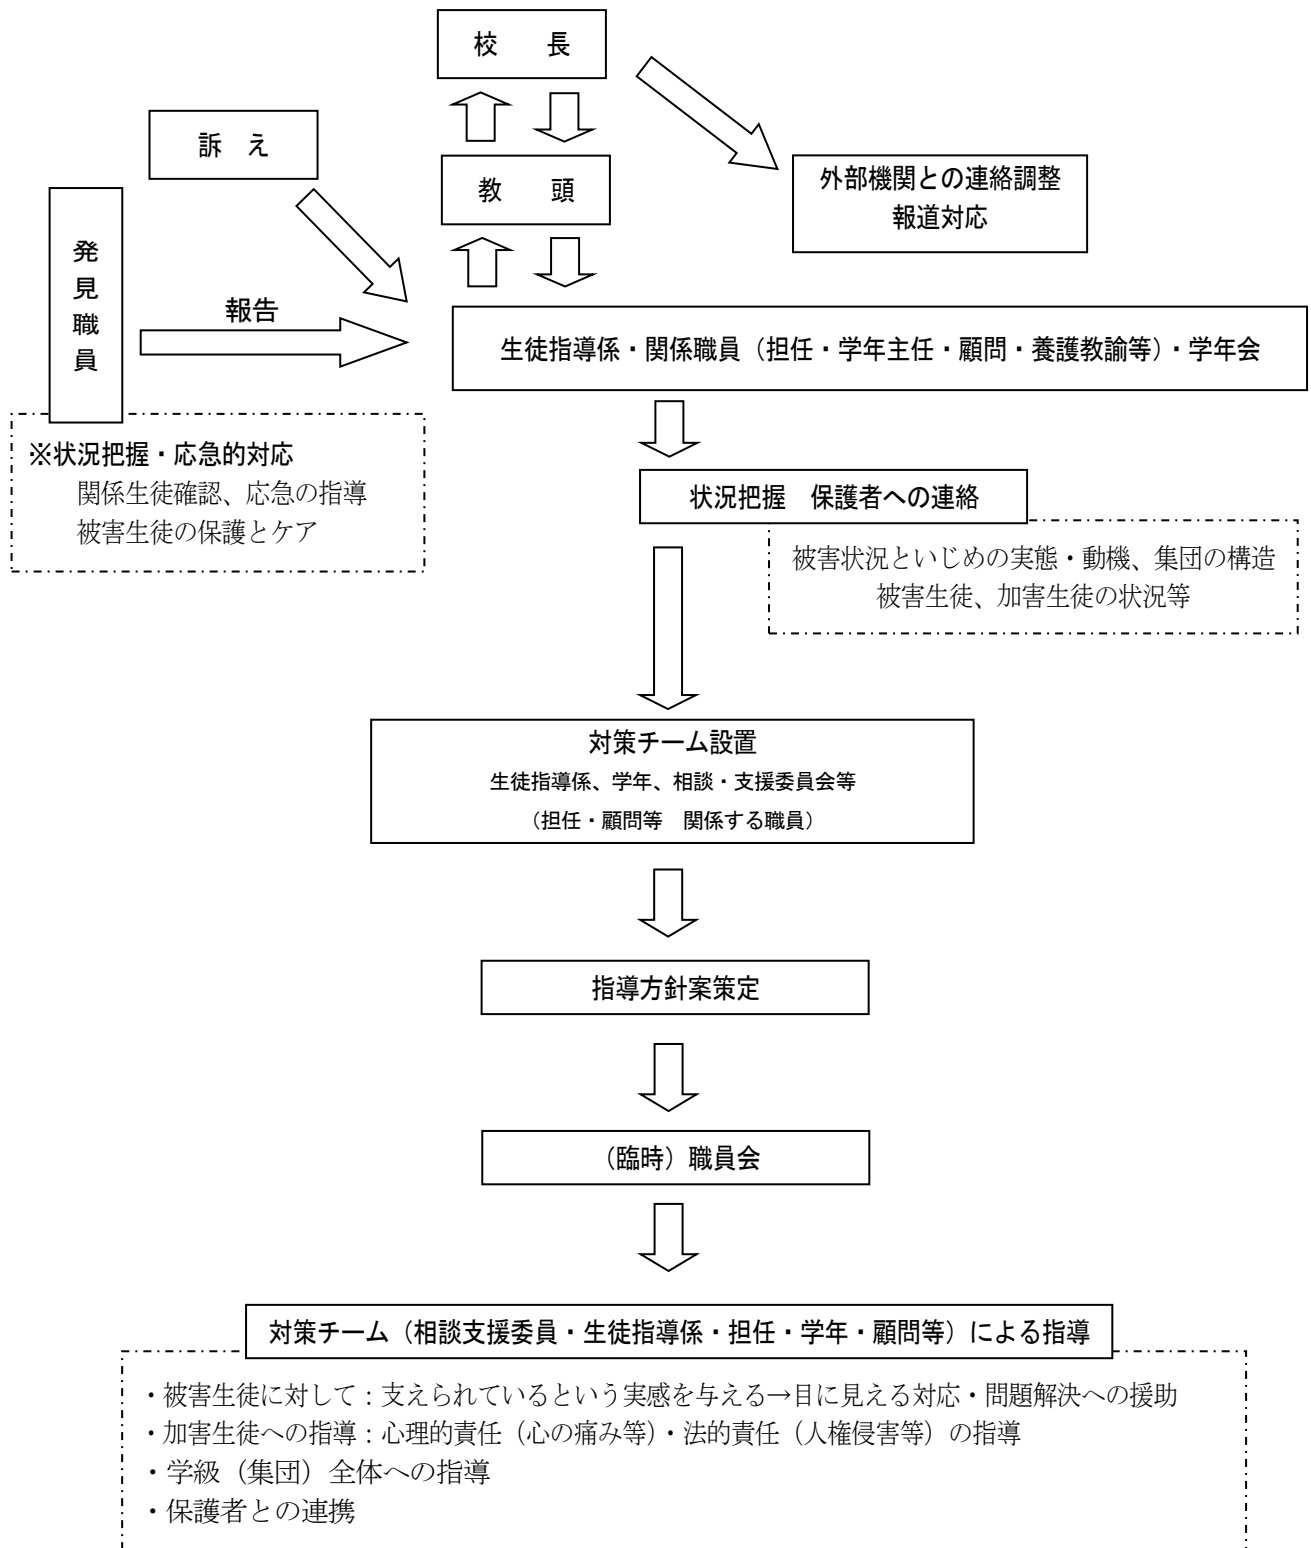 校　長
訴　え
教　頭
外部機関との連絡調整
報道対応
発見職員
報告
生徒指導係・関係職員（担任・学年主任・顧問・養護教諭等）・学年会
※状況把握・応急的対応
関係生徒確認、応急の指導
被害生徒の保護とケア
状況把握　保護者への連絡
被害状況といじめの実態・動機、集団の構造
被害生徒、加害生徒の状況等
対策チーム設置
生徒指導係、学年、相談・支援委員会等
（担任・顧問等　関係する職員）
指導方針案策定
（臨時）職員会
対策チーム（相談支援委員・生徒指導係・担任・学年・顧問等）による指導
・被害生徒に対して：支えられているという実感を与える→目に見える対応・問題解決への援助
・加害生徒への指導：心理的責任（心の痛み等）・法的責任（人権侵害等）の指導
・学級（集団）全体への指導
・保護者との連携